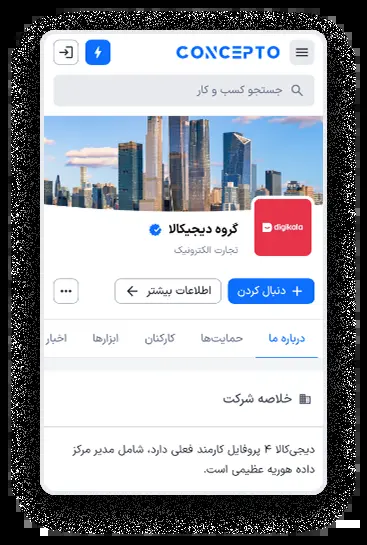 CONCEPTO
جستجو کسب و کار
digikala
گروه دیجیکالا
تجارت الکترونیک
دنبال کردن
اطلاعات بیشتر
درباره ما
حمایت‌ها
کارکنان
ابزارها
اخبار
خلاصه شرکت
دیجی‌کالا ۴ پروفایل کارمند فعلی دارد، شامل مدیر مرکز
داده هوریه عظیمی است.